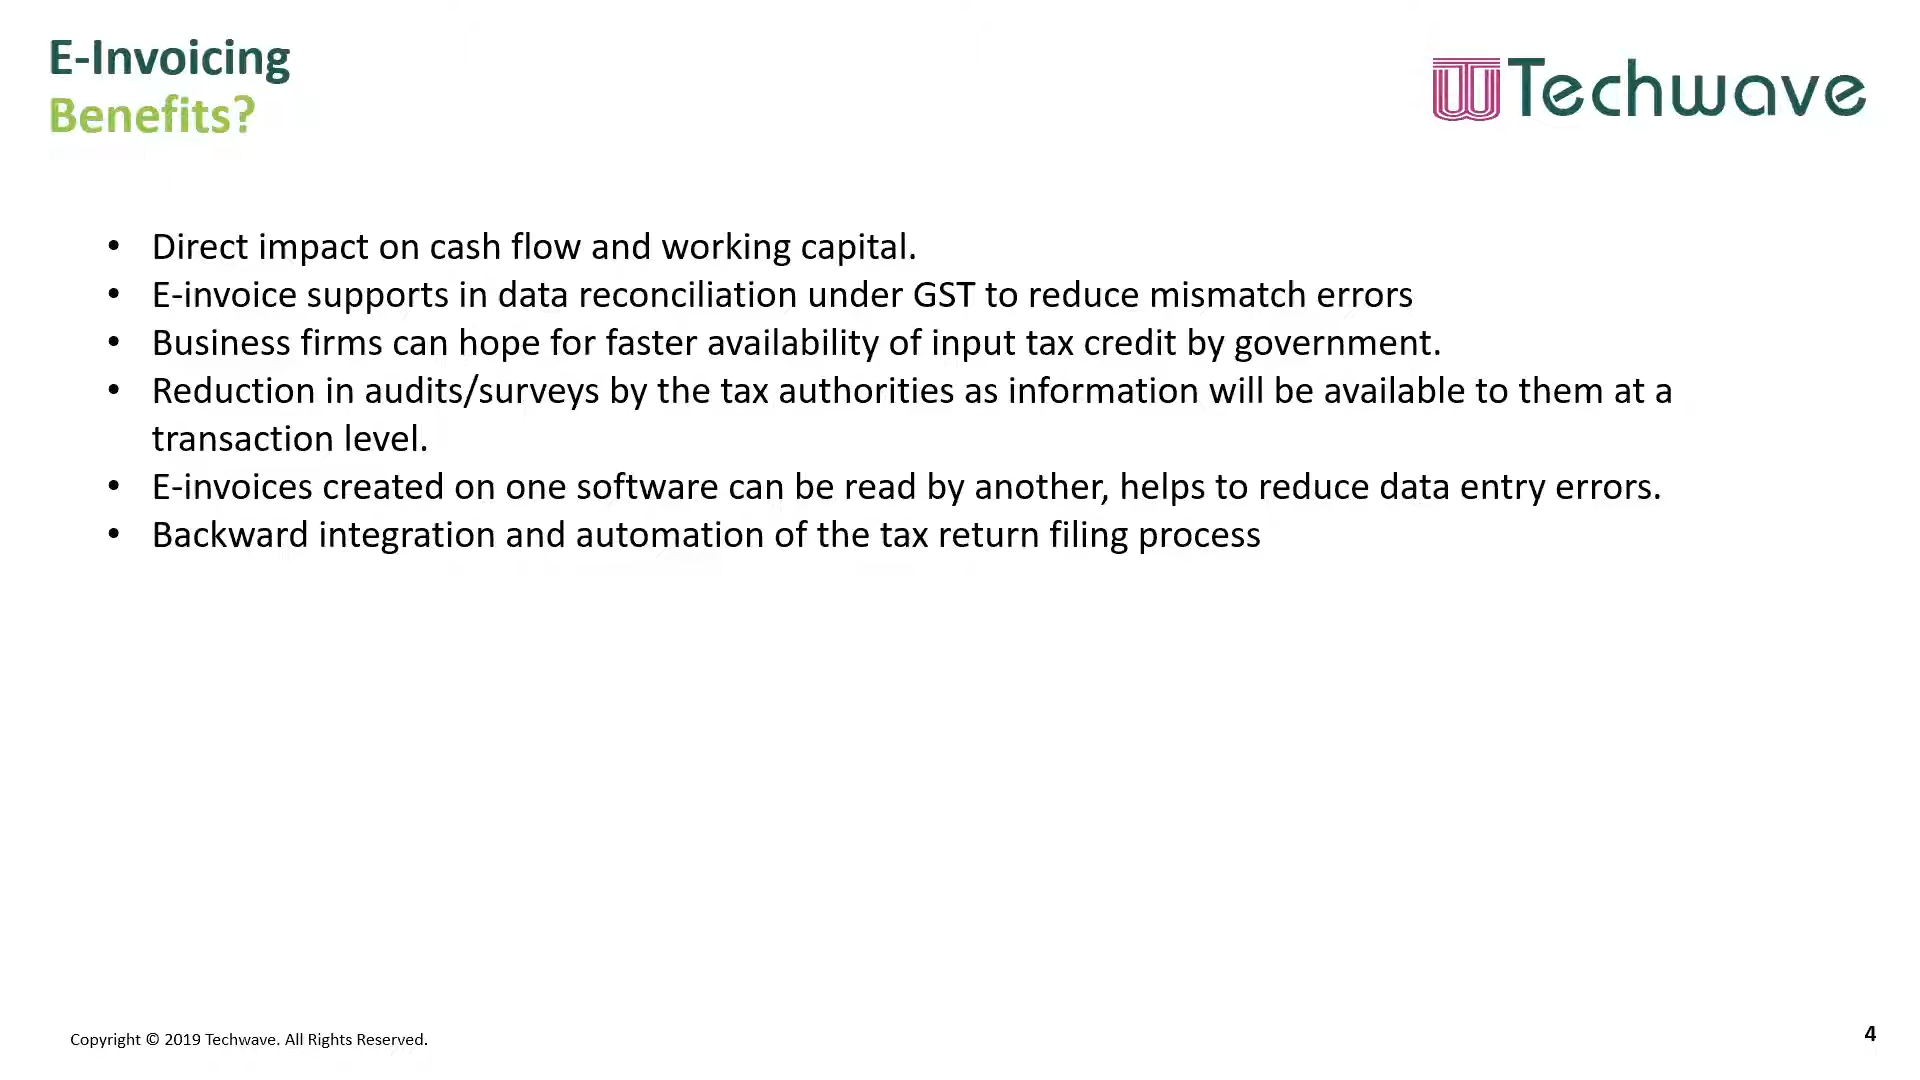 E-Invoicing
Benefits?
Techwave
• Direct impact on cash flow and working capital.
• E-invoice supports in data reconciliation under GST to reduce mismatch errors
• Business firms can hope for faster availability of input tax credit by government.
• Reduction in audits/surveys by the tax authorities as information will be available to them at a
transaction level.
• E-invoices created on one software can be read by another, helps to reduce data entry errors.
• Backward integration and automation of the tax return filing process
Copyright © 2019 Techwave. All Rights Reserved.
4